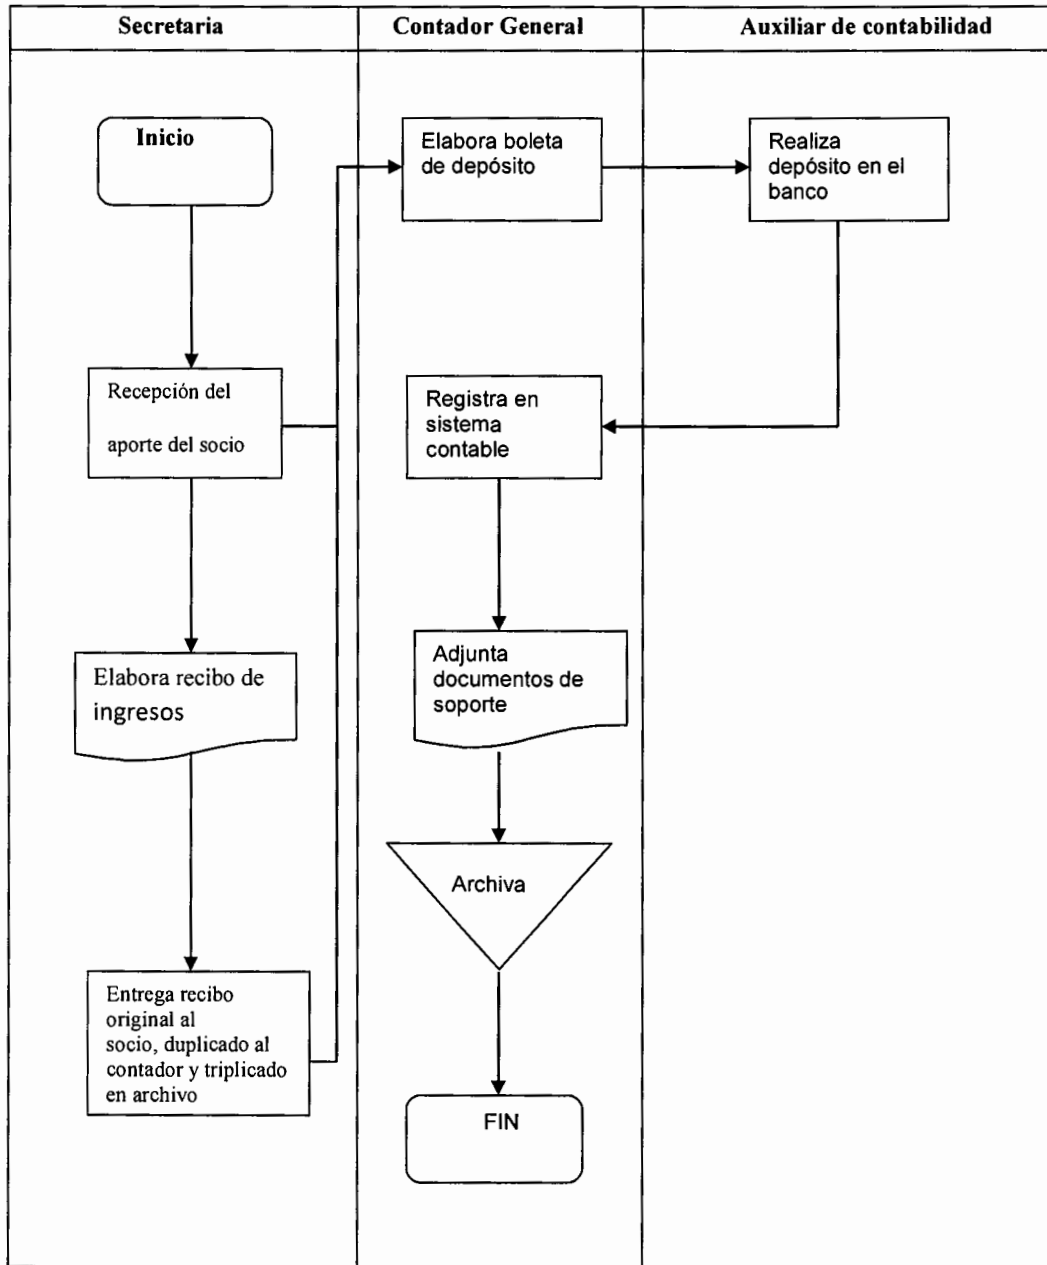 Secretaria
Contador General
Auxiliar de contabilidad
Inicio
Elabora boleta
de depósito
Realiza
depósito en el
banco
Recepción del
aporte del socio
Registra en
sistema
contable
Elabora recibo de
ingresos
Adjunta
documentos de
soporte
Archiva
Entrega recibo
original al
socio, duplicado al
contador y triplicado
en archivo
FIN